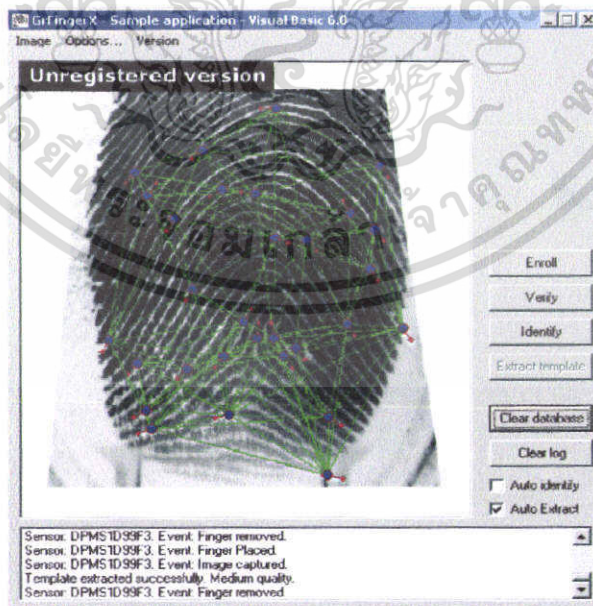 GrFingerX - Sample application - Visual Basic 6.0
Image Options... Version
Unregistered version
Enroll
Verify
Identify
Extract template
Clear database
Clear log
Auto identify
Auto Extract
Sensor: DPMS1D99F3. Event: Finger removed.
Sensor: DPMS1D99F3. Event: Finger Placed.
Sensor: DPMS1D99F3. Event: Image captured.
Template extracted successfully. Medium quality.
Sensor: DPMS1D99F3. Event: Finger removed